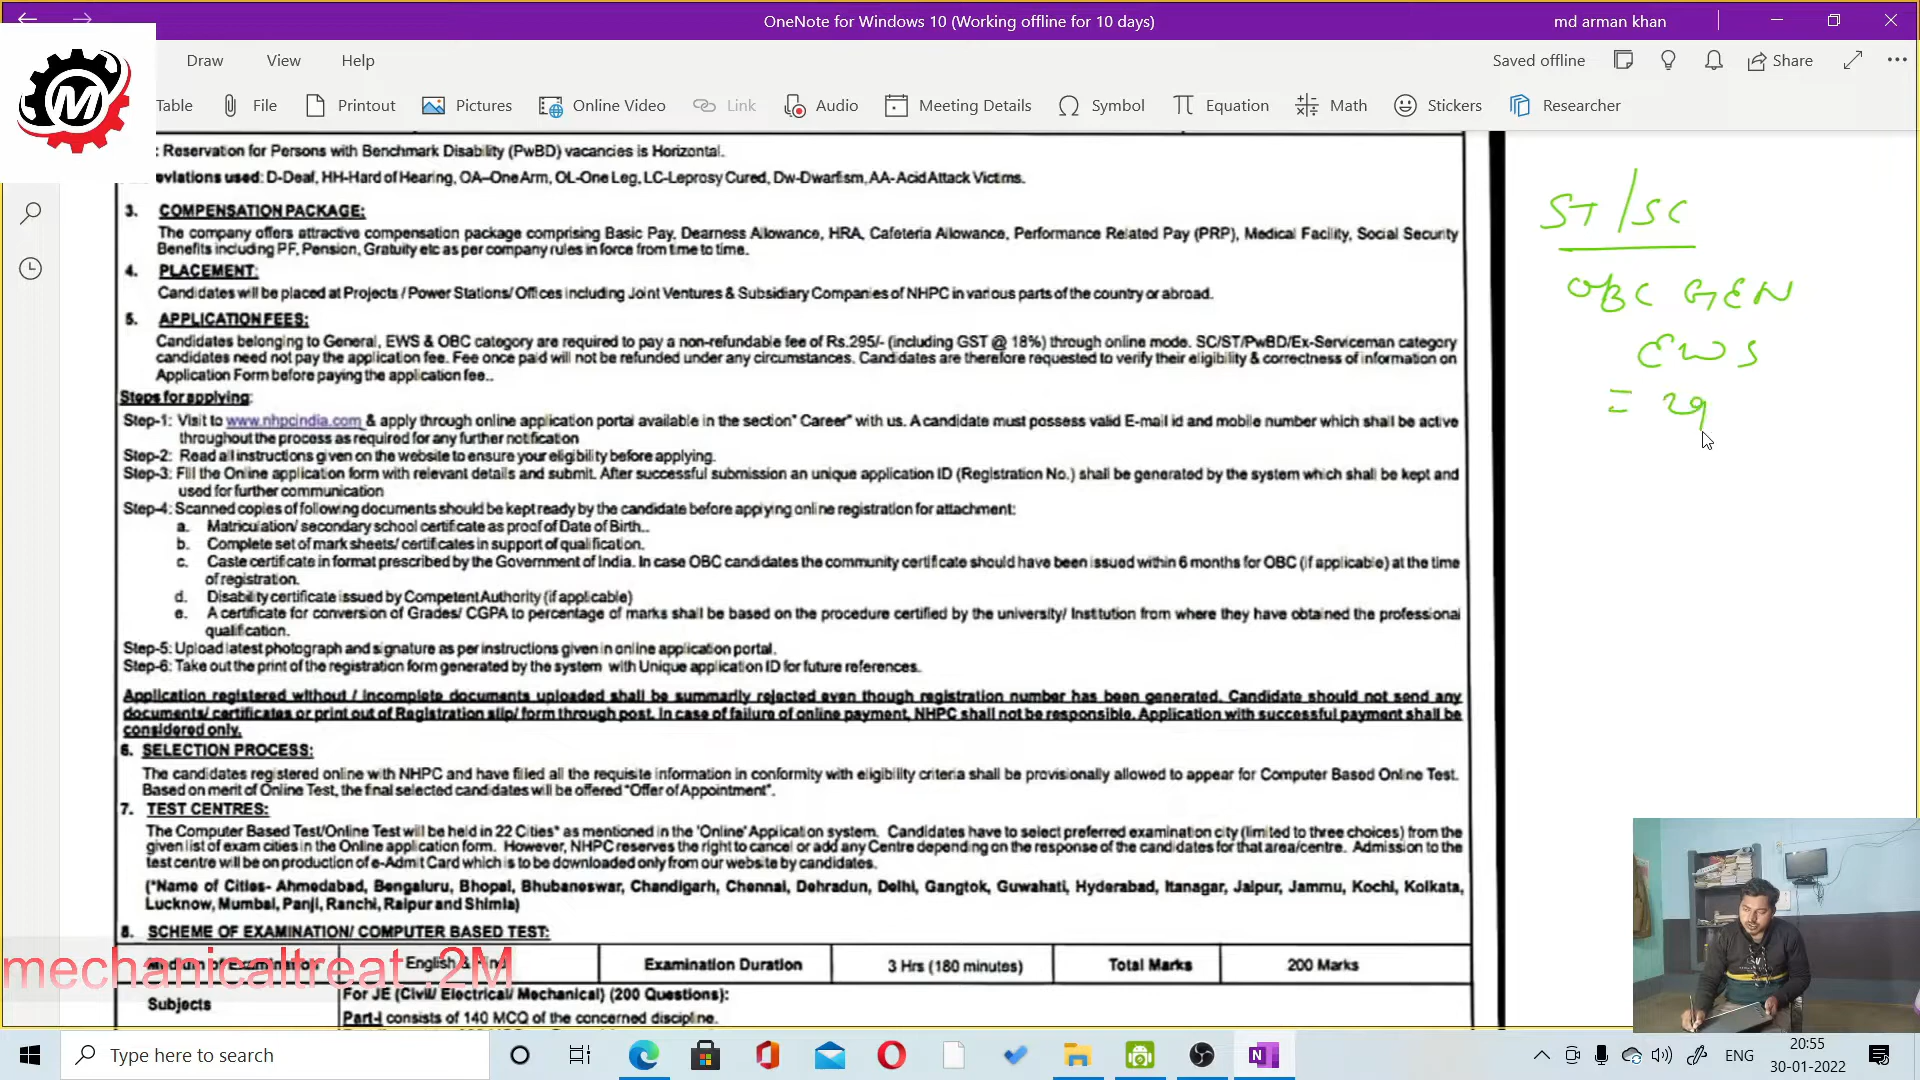 OneNote for Windows 10 (Working offline for 10 days)
md arman khan
Draw View Help
Saved offline
Share
Table File Printout Pictures Online Video Link Audio Meeting Details Symbol Equation Math Stickers Researcher
M
: Reservation for Persons with Benchmark Disability (PwBD) vacancies is Horizontal.
eviations used: D-Deaf, HH-Hard of Hearing, OA–One Arm, OL-One Leg, LC-Leprosy Cured, Dw-Dwarfism, AA-Acid Attack Victims.
3. COMPENSATION PACKAGE:
The company offers attractive compensation package comprising Basic Pay, Dearness Allowance, HRA, Cafeteria Allowance, Performance Related Pay (PRP), Medical Facility, Social Security
Benefits including PF, Pension, Gratuity etc as per company rules in force from time to time.
4. PLACEMENT:
Candidates will be placed at Projects / Power Stations/ Offices including Joint Ventures & Subsidiary Companies of NHPC in various parts of the country or abroad.
5. APPLICATION FEES:
Candidates belonging to General, EWS & OBC category are required to pay a non-refundable fee of Rs.295/- (including GST @ 18%) through online mode. SC/ST/PwBD/Ex-Serviceman category
candidates need not pay the application fee. Fee once paid will not be refunded under any circumstances. Candidates are therefore requested to verify their eligibility & correctness of information on
Application Form before paying the application fee..
Steps for applying:
Step-1: Visit to www.nhpcindia.com & apply through online application portal available in the section" Career" with us. A candidate must possess valid E-mail id and mobile number which shall be active
throughout the process as required for any further notification
Step-2: Read all instructions given on the website to ensure your eligibility before applying.
Step-3: Fill the Online application form with relevant details and submit. After successful submission an unique application ID (Registration No.) shall be generated by the system which shall be kept and
used for further communication
Step-4: Scanned copies of following documents should be kept ready by the candidate before applying online registration for attachment:
a. Matriculation/ secondary school certificate as proof of Date of Birth..
b. Complete set of mark sheets/ certificates in support of qualification.
c. Caste certificate in format prescribed by the Government of India. In case OBC candidates the community certificate should have been issued within 6 months for OBC (if applicable) at the time
of registration.
d. Disability certificate issued by Competent Authority (if applicable)
e. A certificate for conversion of Grades/ CGPA to percentage of marks shall be based on the procedure certified by the university/ Institution from where they have obtained the professional
qualification.
Step-5: Upload latest photograph and signature as per instructions given in online application portal.
Step-6: Take out the print of the registration form generated by the system with Unique application ID for future references.
Application registered without / incomplete documents uploaded shall be summarily rejected even though registration number has been generated. Candidate should not send any
documents/ certificates or print out of Registration slip/ form through post. In case of failure of online payment, NHPC shall not be responsible. Application with successful payment shall be
considered only.
6. SELECTION PROCESS:
The candidates registered online with NHPC and have filled all the requisite information in conformity with eligibility criteria shall be provisionally allowed to appear for Computer Based Online Test.
Based on merit of Online Test, the final selected candidates will be offered "Offer of Appointment".
7. TEST CENTRES:
The Computer Based Test/Online Test will be held in 22 Cities* as mentioned in the 'Online' Application system. Candidates have to select preferred examination city (limited to three choices) from the
given list of exam cities in the Online application form. However, NHPC reserves the right to cancel or add any Centre depending on the response of the candidates for that area/centre. Admission to the
test centre will be on production of e-Admit Card which is to be downloaded only from our website by candidates.
(*Name of Cities- Ahmedabad, Bengaluru, Bhopal, Bhubaneswar, Chandigarh, Chennai, Dehradun, Delhi, Gangtok, Guwahati, Hyderabad, Itanagar, Jaipur, Jammu, Kochi, Kolkata,
Lucknow, Mumbai, Panji, Ranchi, Raipur and Shimla)
8. SCHEME OF EXAMINATION/ COMPUTER BASED TEST:
Medium of Examination English & Hindi Examination Duration 3 Hrs (180 minutes) Total Marks 200 Marks
mechanicaltreat .2M
Subjects For JE (Civil/ Electrical/ Mechanical) (200 Questions):
Part-I consists of 140 MCQ of the concerned discipline.
ST/SC
OBC GEN
EWS
= 29
Type here to search
ENG
20:55
30-01-2022